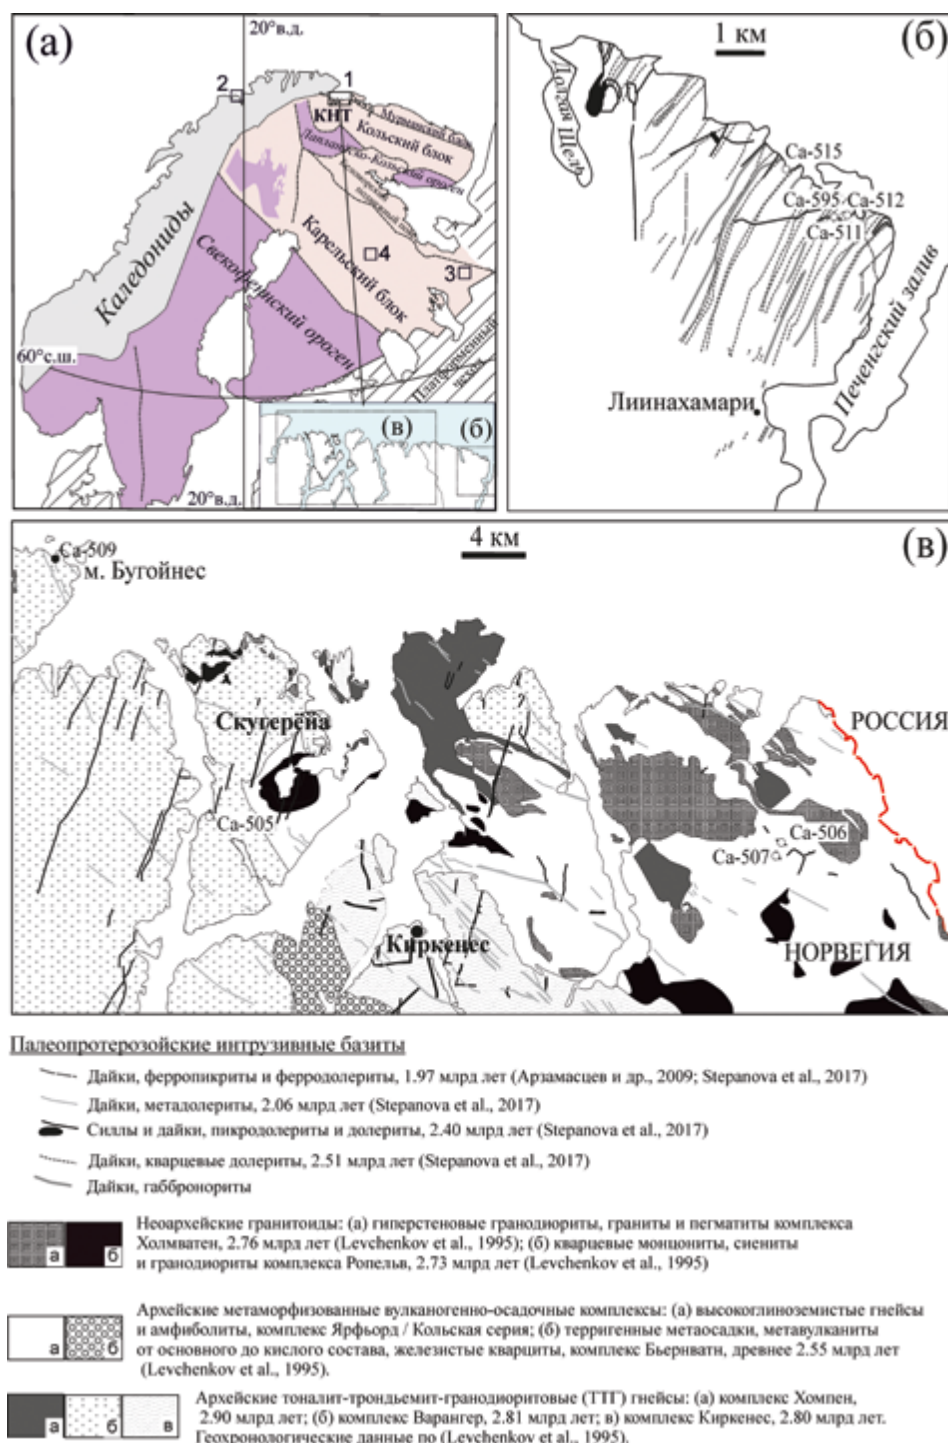 (а)
20°в.д.
2
1
КНТ
Мурманский блок
Кольский блок
Лапландско-Кольский ороген
Каледониды
Свекофеннский ороген
Карельский блок
4
3
60°с.ш.
Платформенный
чехол
20°в.д.
(в)
(б)
(б)
1 км
Долгая Щель
Са-515
Са-595
Са-512
Са-511
Печенгский залив
Лиинахамари
(в)
4 км
Са-509
м. Бугойнес
Скугерёйа
РОССИЯ
Са-505
Са-506
Са-507
Киркенес
НОРВЕГИЯ
Палеопротерозойские интрузивные базиты
Дайки, ферропикриты и ферродолериты, 1.97 млрд лет (Арзамасцев и др., 2009; Stepanova et al., 2017)
Дайки, метадолериты, 2.06 млрд лет (Stepanova et al., 2017)
Силлы и дайки, пикродолериты и долериты, 2.40 млрд лет (Stepanova et al., 2017)
Дайки, кварцевые долериты, 2.51 млрд лет (Stepanova et al., 2017)
Дайки, габбронориты
а
б
Неоархейские гранитоиды: (а) гиперстеновые гранодиориты, граниты и пегматиты комплекса
Холмватен, 2.76 млрд лет (Levchenkov et al., 1995); (б) кварцевые монцониты, сиениты
и гранодиориты комплекса Ропельв, 2.73 млрд лет (Levchenkov et al., 1995)
а
б
Архейские метаморфизованные вулканогенно-осадочные комплексы: (а) высокоглиноземистые гнейсы
и амфиболиты, комплекс Ярфьорд / Кольская серия; (б) терригенные метаосадки, метавулканиты
от основного до кислого состава, железистые кварциты, комплекс Бьернватн, древнее 2.55 млрд лет
(Levchenkov et al., 1995).
а
б
в
Архейские тоналит-трондьемит-гранодиоритовые (ТТГ) гнейсы: (а) комплекс Хомпен,
2.90 млрд лет; (б) комплекс Варангер, 2.81 млрд лет; в) комплекс Киркенес, 2.80 млрд лет.
Геохронологические данные по (Levchenkov et al., 1995).